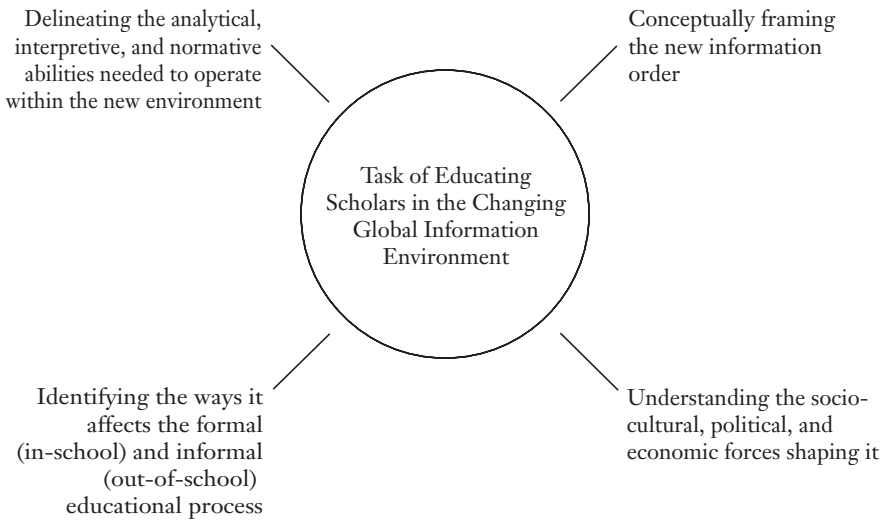 Delineating the analytical,
interpretive, and normative
abilities needed to operate
within the new environment
Conceptually framing
the new information
order
Task of Educating
Scholars in the Changing
Global Information
Environment
Identifying the ways it
affects the formal
(in-school) and informal
(out-of-school)
educational process
Understanding the socio-
cultural, political, and
economic forces shaping it